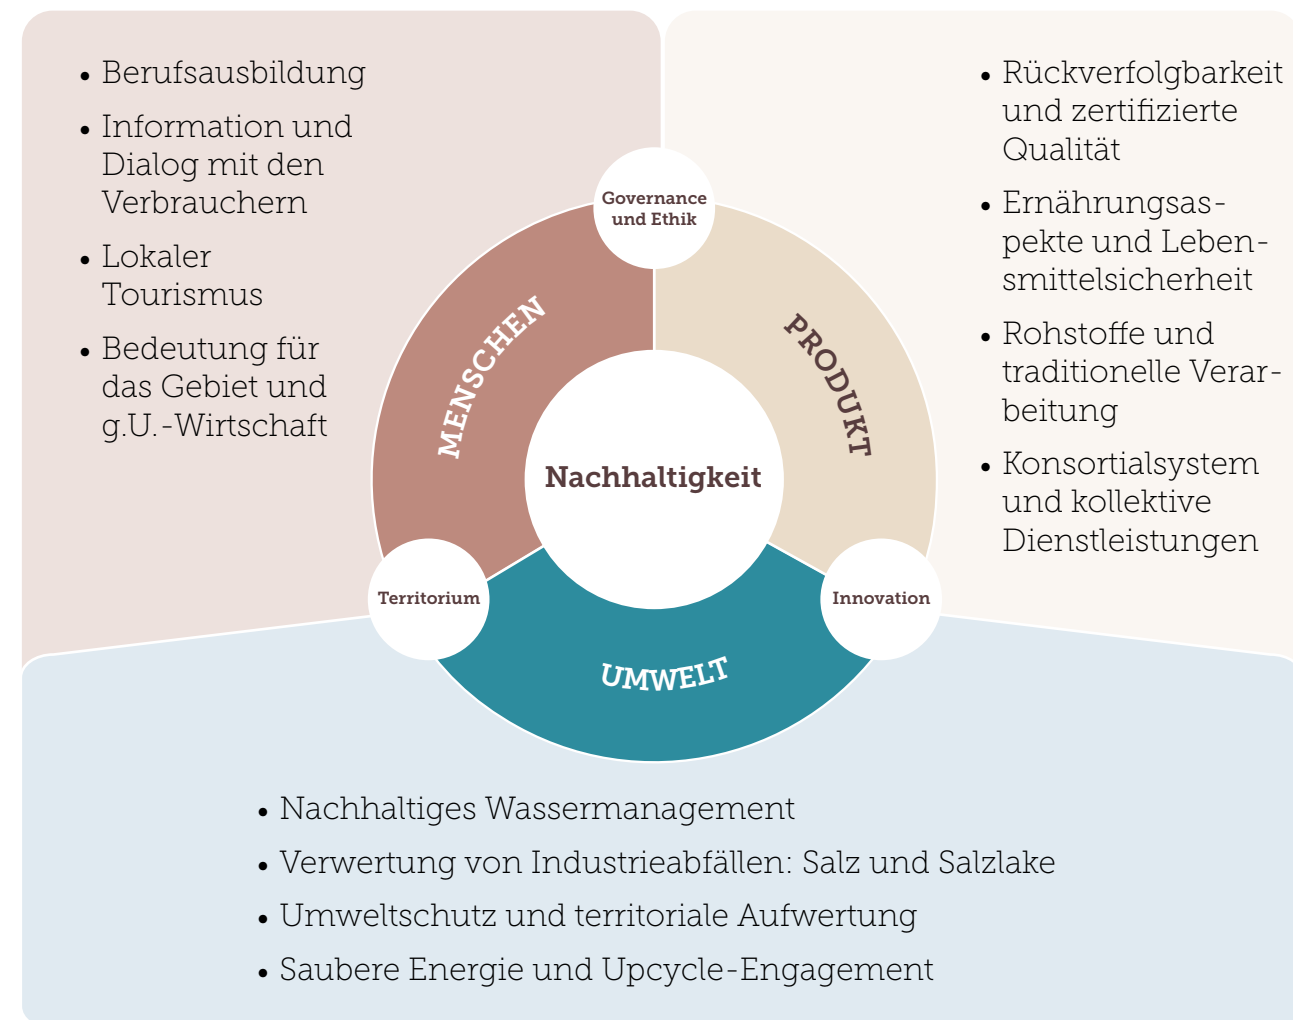 • Berufsausbildung
• Information und
Dialog mit den
Verbrauchern
• Lokaler
Tourismus
• Bedeutung für
das Gebiet und
g.U.-Wirtschaft
• Rückverfolgbarkeit
und zertifizierte
Qualität
• Ernährungsas-
pekte und Leben-
smittelsicherheit
• Rohstoffe und
traditionelle Verar-
beitung
• Konsortialsystem
und kollektive
Dienstleistungen
Governance
und Ethik
MENSCHEN
PRODUKT
Nachhaltigkeit
Territorium
Innovation
UMWELT
• Nachhaltiges Wassermanagement
• Verwertung von Industrieabfällen: Salz und Salzlake
• Umweltschutz und territoriale Aufwertung
• Saubere Energie und Upcycle-Engagement